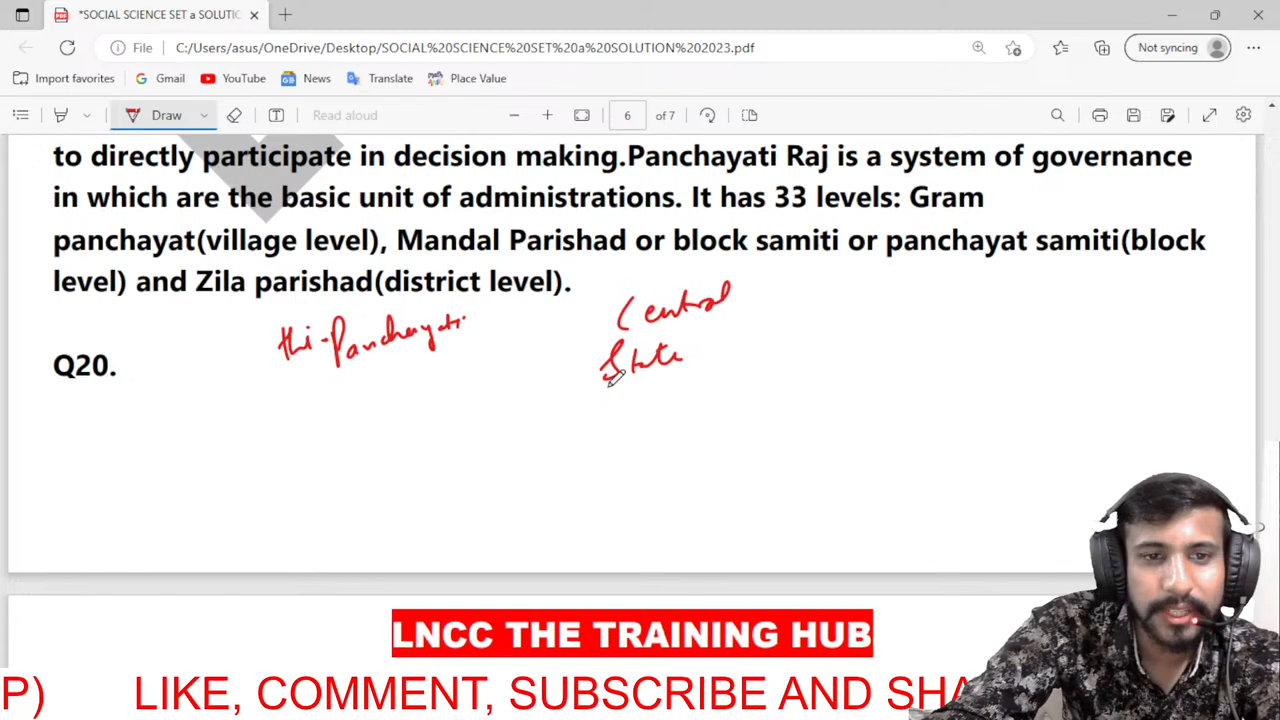 *SOCIAL SCIENCE SET a SOLUTIO
File C:/Users/asus/OneDrive/Desktop/SOCIAL%20SCIENCE%20SET%20a%20SOLUTION%202023.pdf
Not syncing
Import favorites Gmail YouTube News Translate Place Value
Draw Read aloud 6 of 7
to directly participate in decision making.Panchayati Raj is a system of governance
in which are the basic unit of administrations. It has 33 levels: Gram
panchayat(village level), Mandal Parishad or block samiti or panchayat samiti(block
level) and Zila parishad(district level).
Central
Panchayati
State
Q20.
LNCC THE TRAINING HUB
P) LIKE, COMMENT, SUBSCRIBE AND SHA